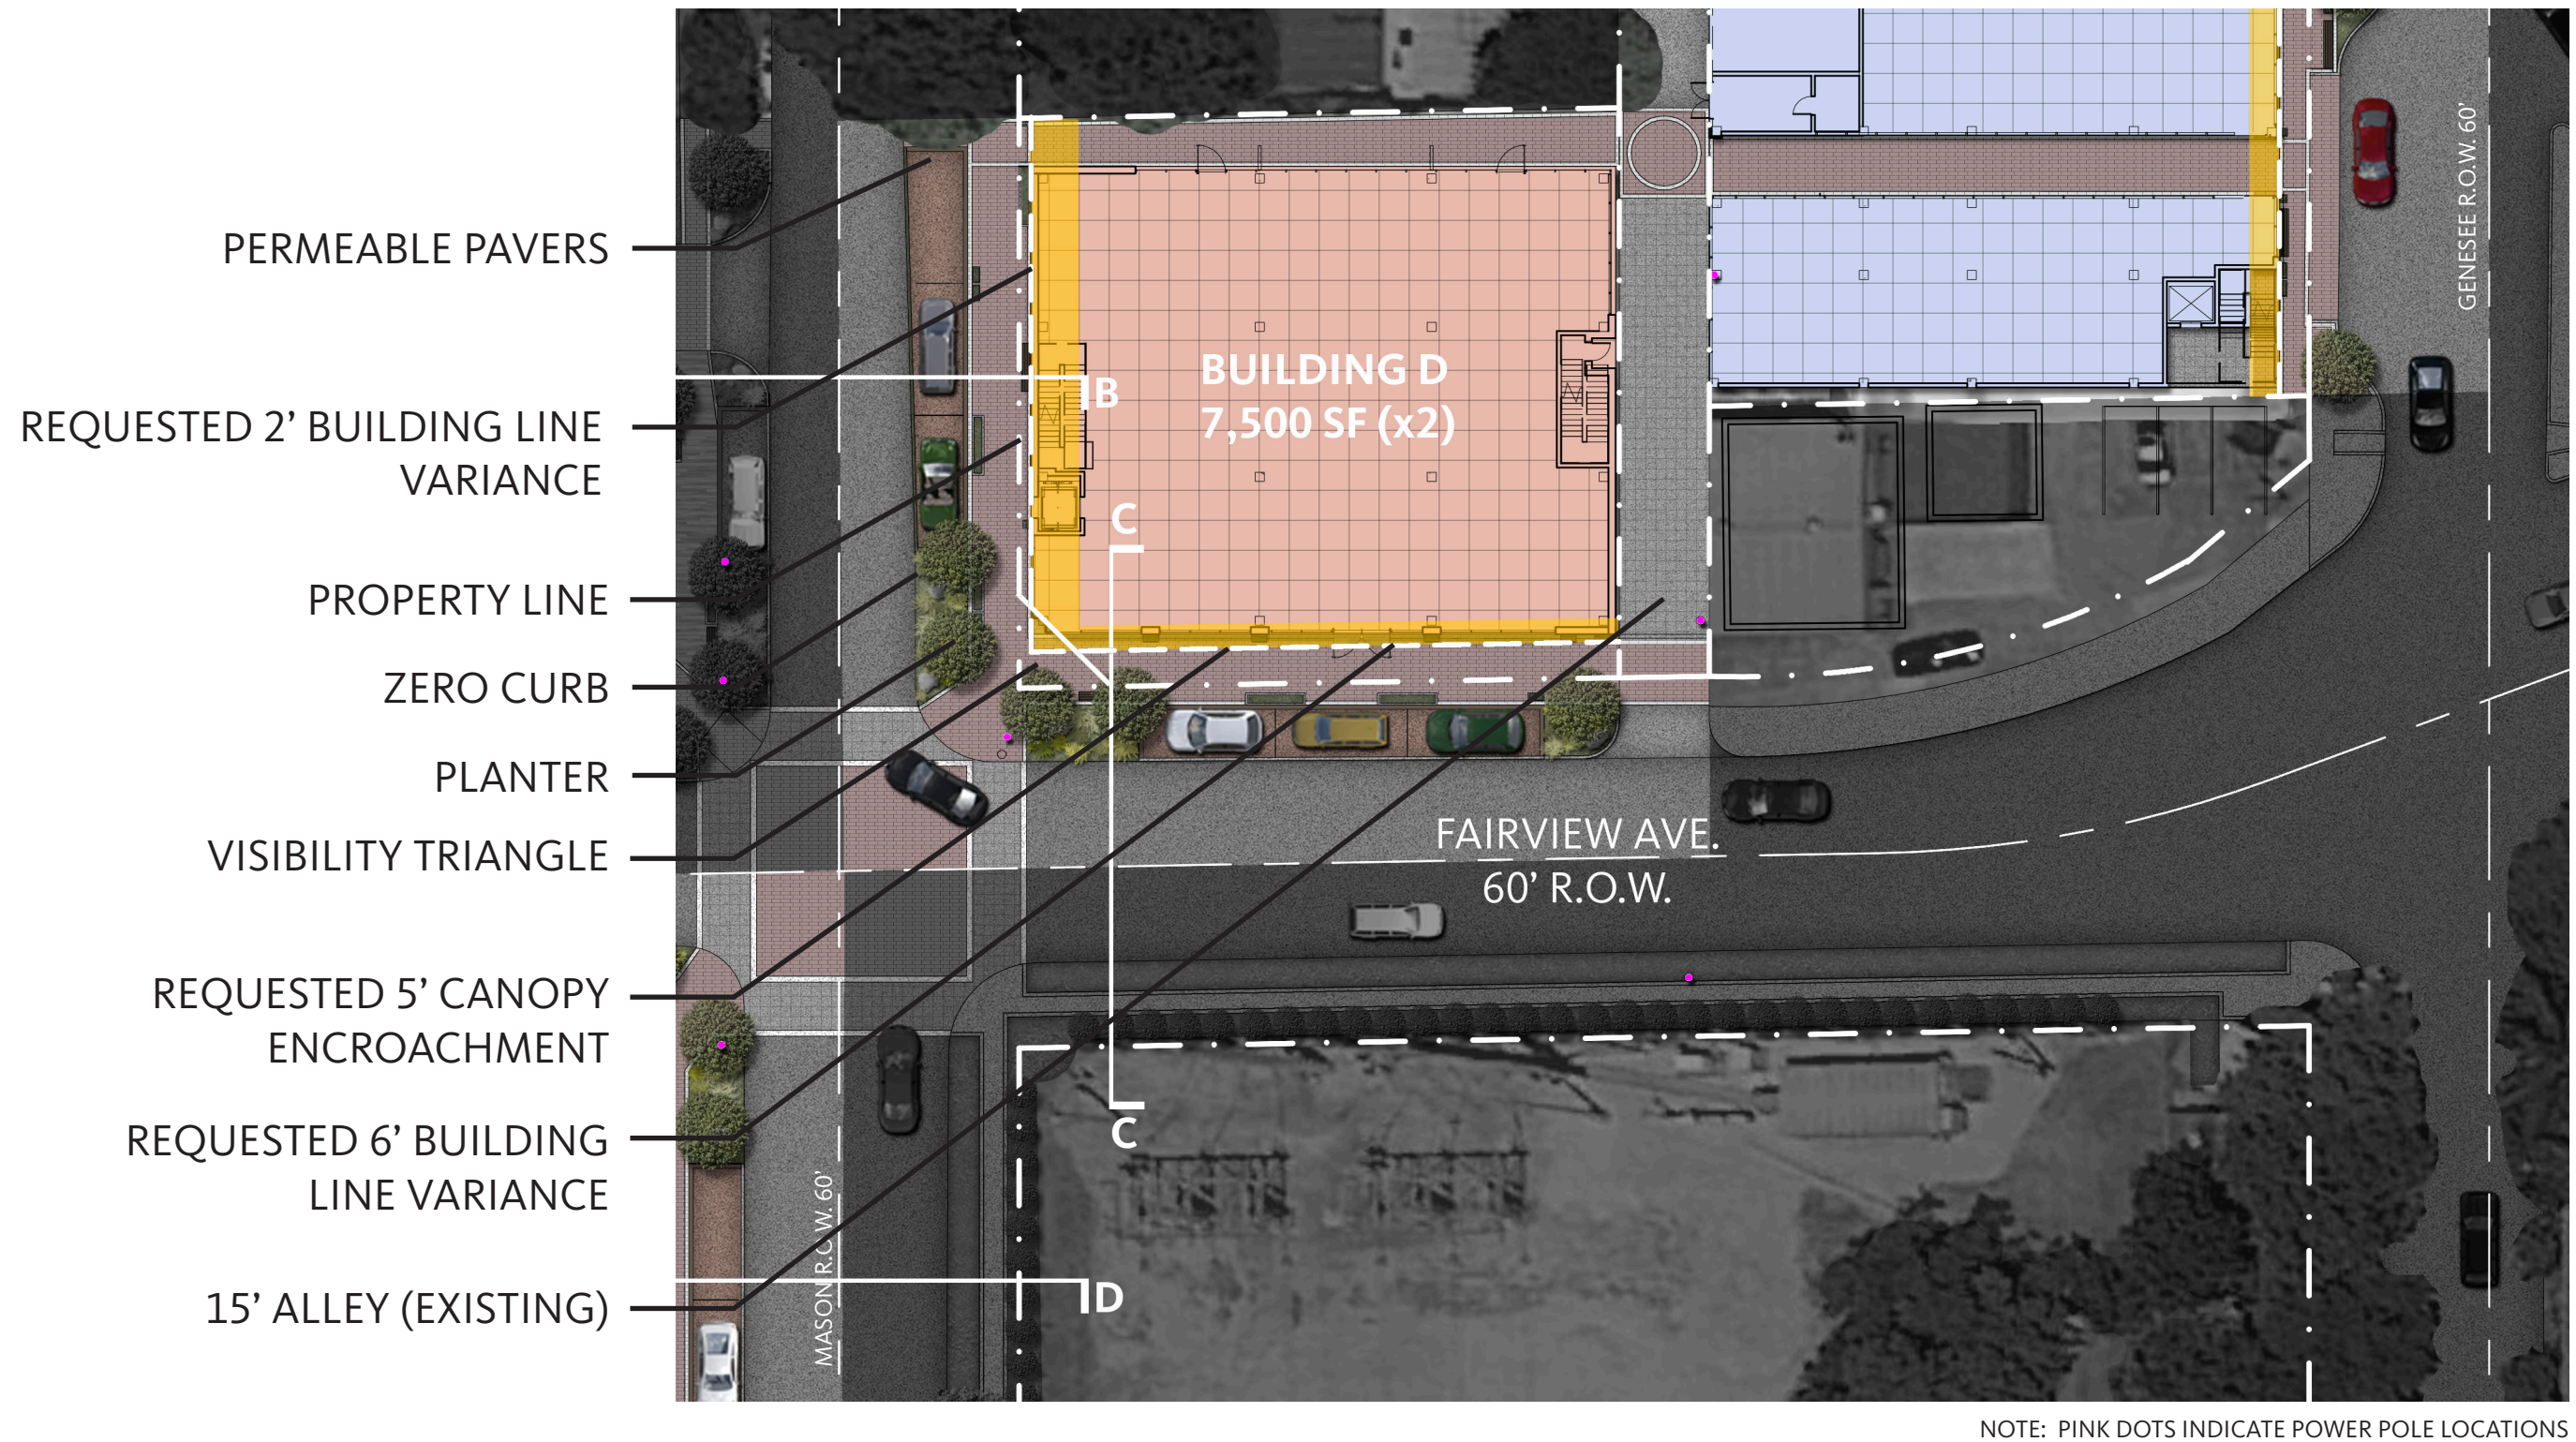 PERMEABLE PAVERS
REQUESTED 2’ BUILDING LINE
VARIANCE
PROPERTY LINE
ZERO CURB
PLANTER
VISIBILITY TRIANGLE
REQUESTED 5’ CANOPY
ENCROACHMENT
REQUESTED 6’ BUILDING
LINE VARIANCE
15’ ALLEY (EXISTING)
BUILDING D
7,500 SF (x2)
B
C
C
D
FAIRVIEW AVE.
60’ R.O.W.
MASON R.O.W. 60’
GENESEE R.O.W. 60’
NOTE: PINK DOTS INDICATE POWER POLE LOCATIONS